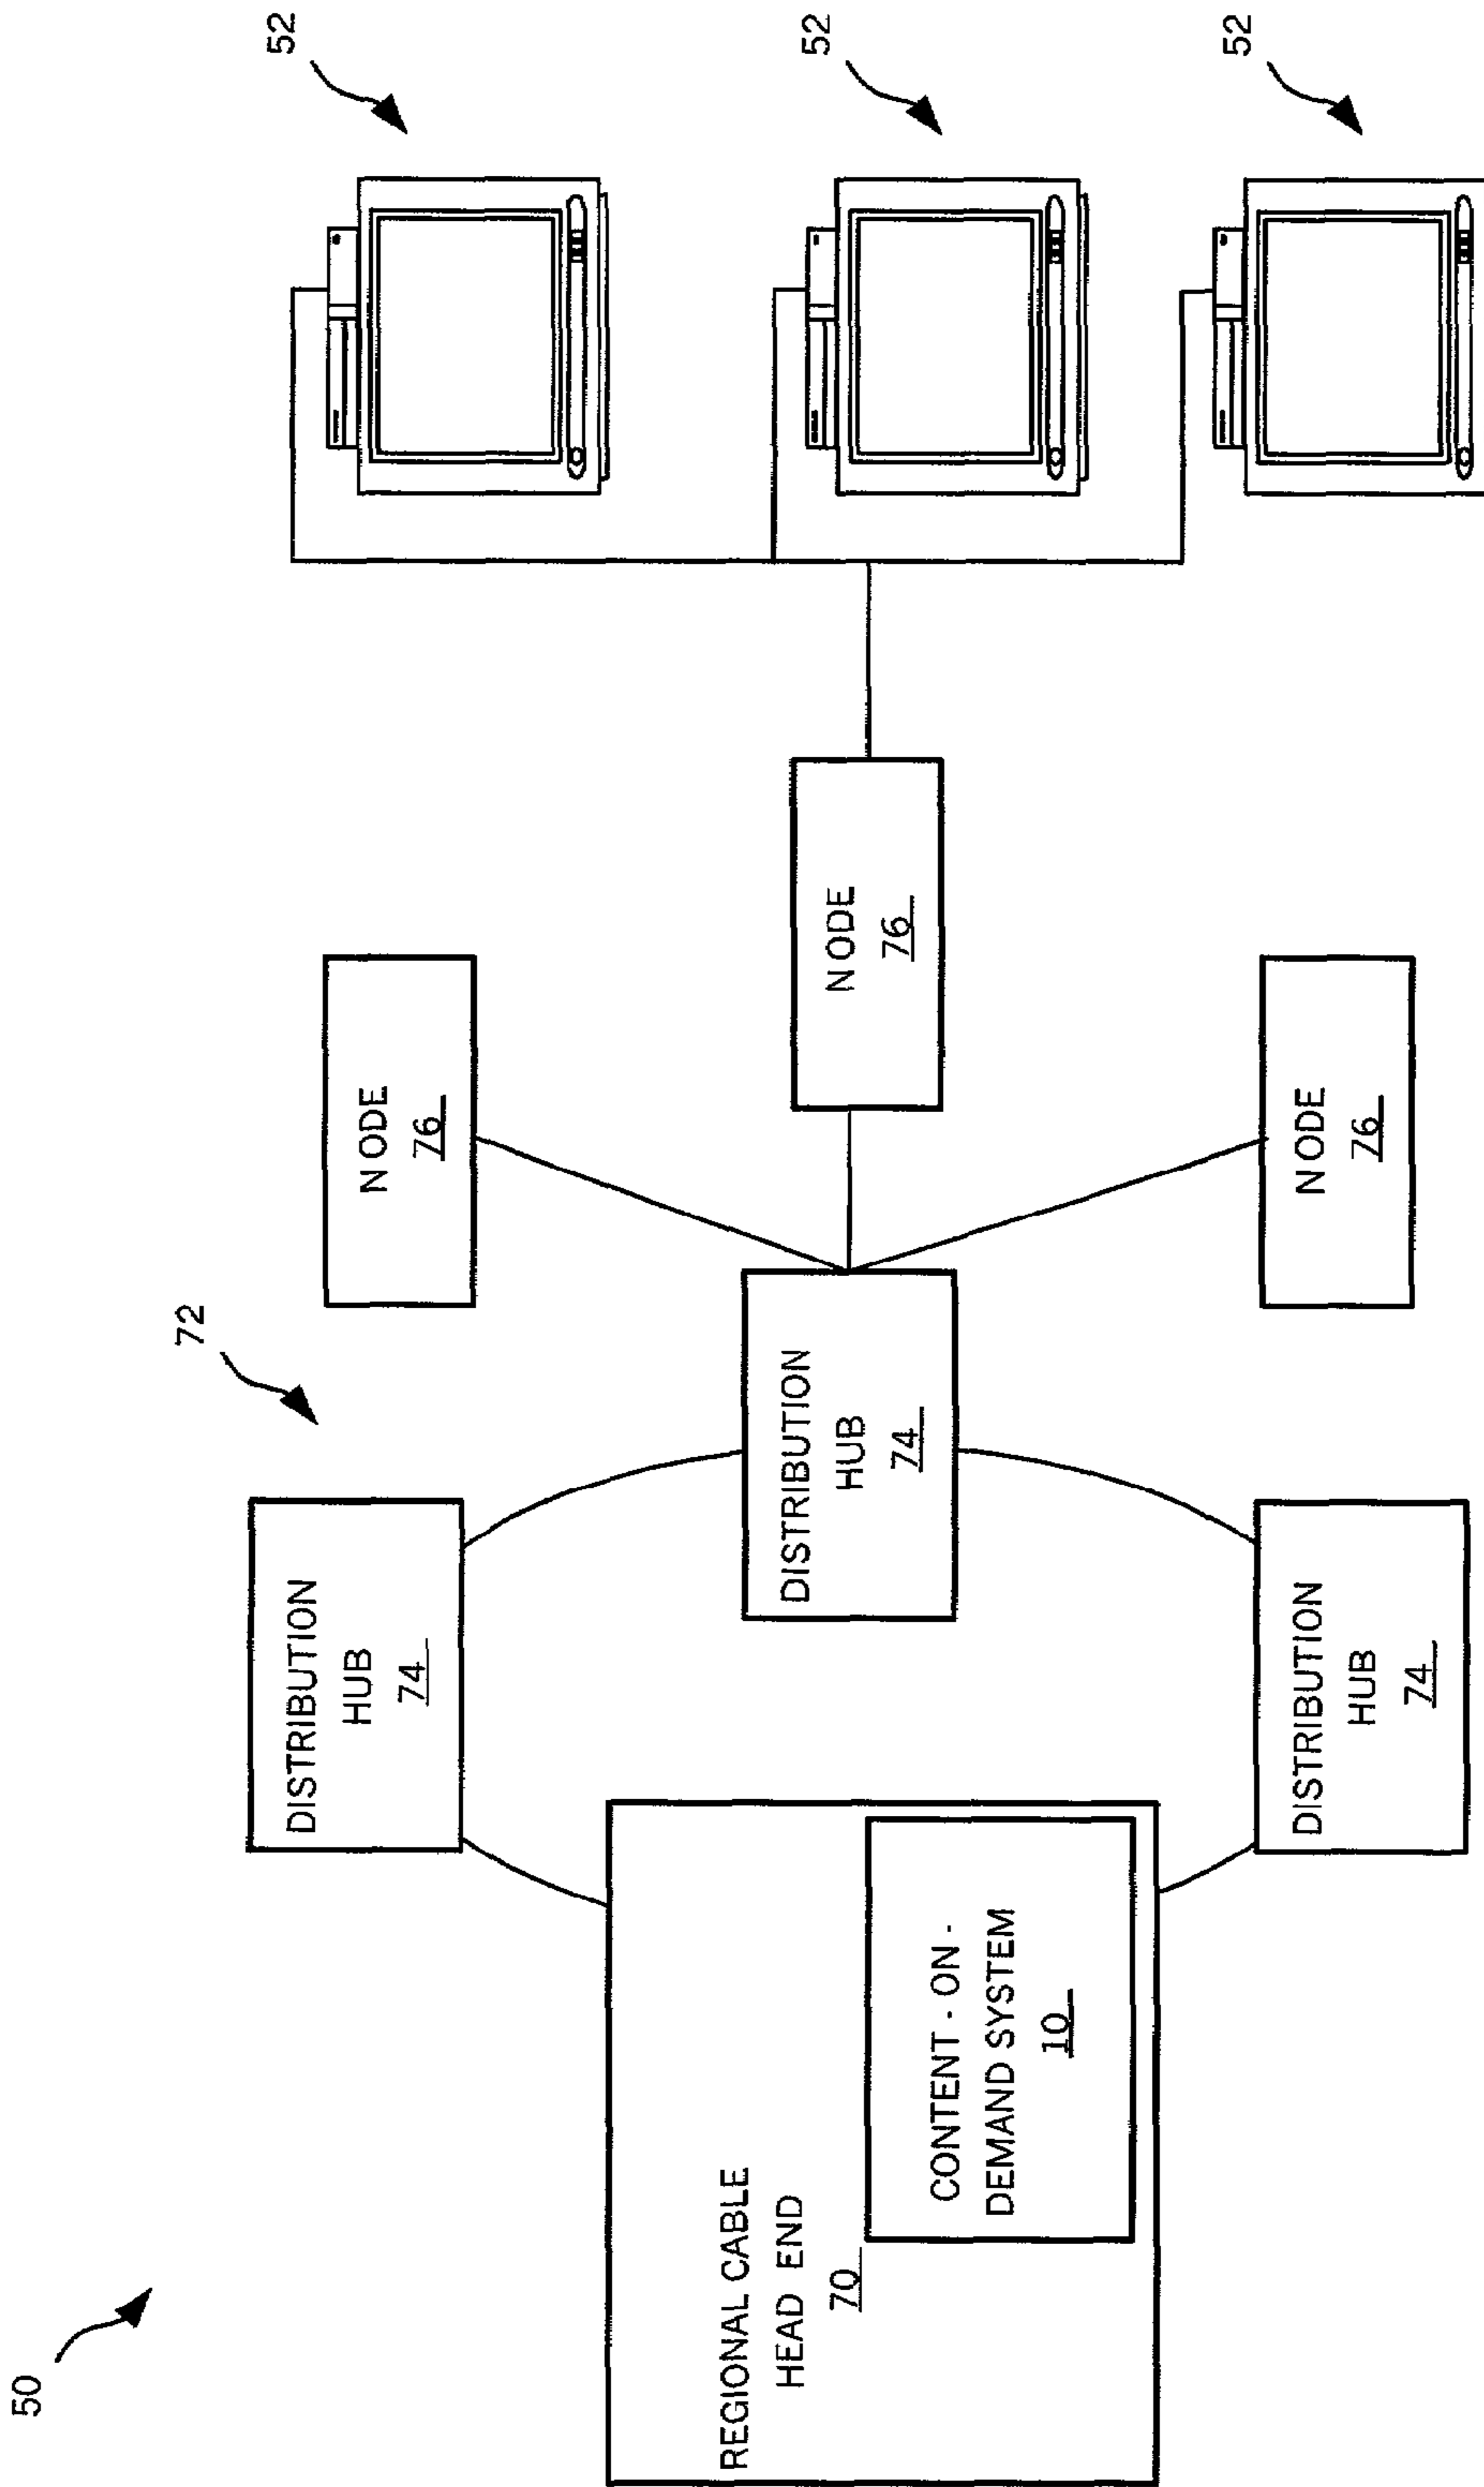 50
REGIONAL CABLE
HEAD END
70
CONTENT - ON -
DEMAND SYSTEM
10
72
DISTRIBUTION
HUB
74
DISTRIBUTION
HUB
74
DISTRIBUTION
HUB
74
NODE
76
NODE
76
NODE
76
52
52
52